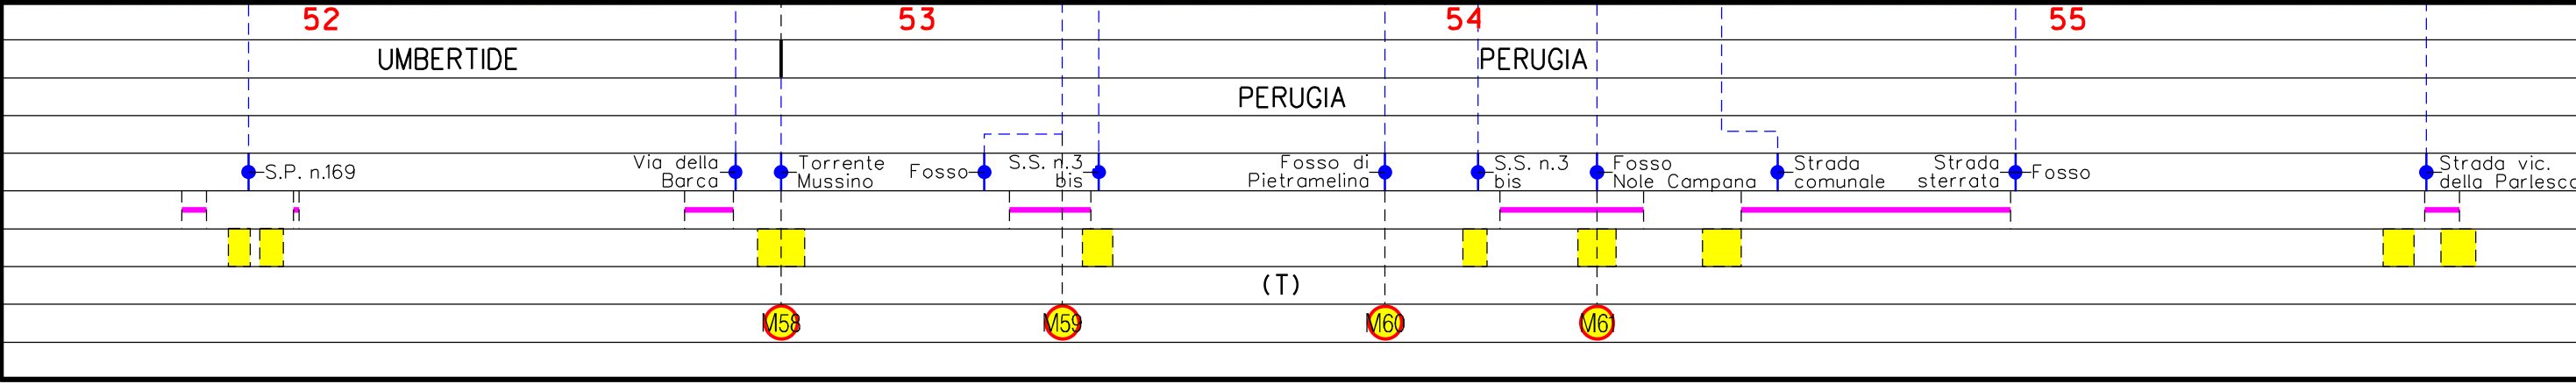 52 53 54 55
UMBERTIDE PERUGIA
PERUGIA
S.P. n.169
Via della
Barca
Torrente
Mussino
Fosso
S.S. n.3
bis
Fosso di
Pietramelina
S.S. n.3
bis
Fosso
Nole Campana
Strada
comunale
Strada
sterrata
Fosso
Strada vic.
della Parlesca
(T)
M58 M59 M60 M61